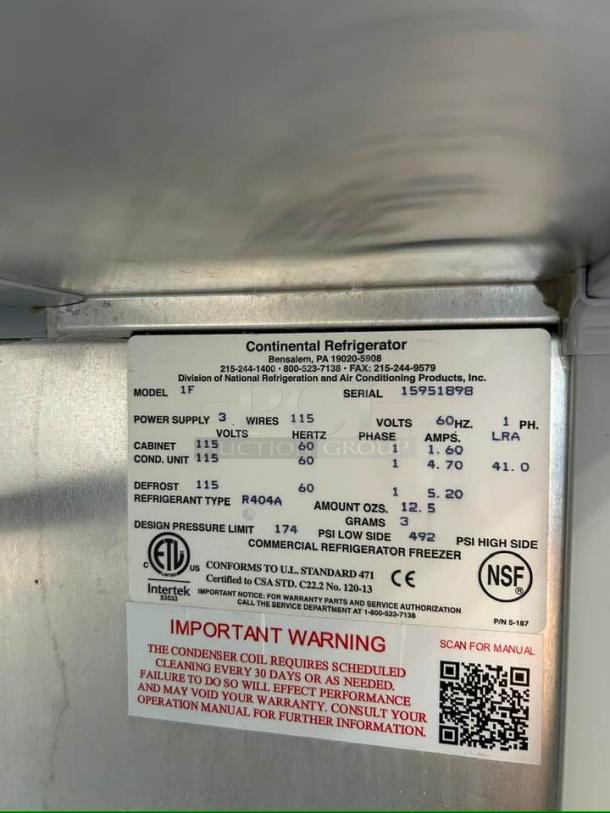 Continental Refrigerator
Bensalem, PA 19020-5908
215-244-1400 · 800-523-7138 · FAX: 215-244-9579
Division of National Refrigeration and Air Conditioning Products, Inc.
MODEL 1F SERIAL 15951898
POWER SUPPLY 3 WIRES 115 VOLTS 60 HZ. 1 PH.
VOLTS HERTZ PHASE AMPS. LRA
CABINET 115 60 1 1.60
COND. UNIT 115 60 1 4.70 41.0
DEFROST 115 60 1 5.20
REFRIGERANT TYPE R404A AMOUNT OZS. 12.5
GRAMS 3
DESIGN PRESSURE LIMIT 174 PSI LOW SIDE 492 PSI HIGH SIDE
COMMERCIAL REFRIGERATOR FREEZER
C ETL US
LISTED
Intertek
53533
CONFORMS TO U.L. STANDARD 471
Certified to CSA STD. C22.2 No. 120-13
CE
NSF
IMPORTANT NOTICE: FOR WARRANTY PARTS AND SERVICE AUTHORIZATION
CALL THE SERVICE DEPARTMENT AT 1-800-523-7138
P/N 5-187
IMPORTANT WARNING
THE CONDENSER COIL REQUIRES SCHEDULED
CLEANING EVERY 30 DAYS OR AS NEEDED.
FAILURE TO DO SO WILL EFFECT PERFORMANCE
AND MAY VOID YOUR WARRANTY. CONSULT YOUR
OPERATION MANUAL FOR FURTHER INFORMATION.
SCAN FOR MANUAL
AUCTION GROUP